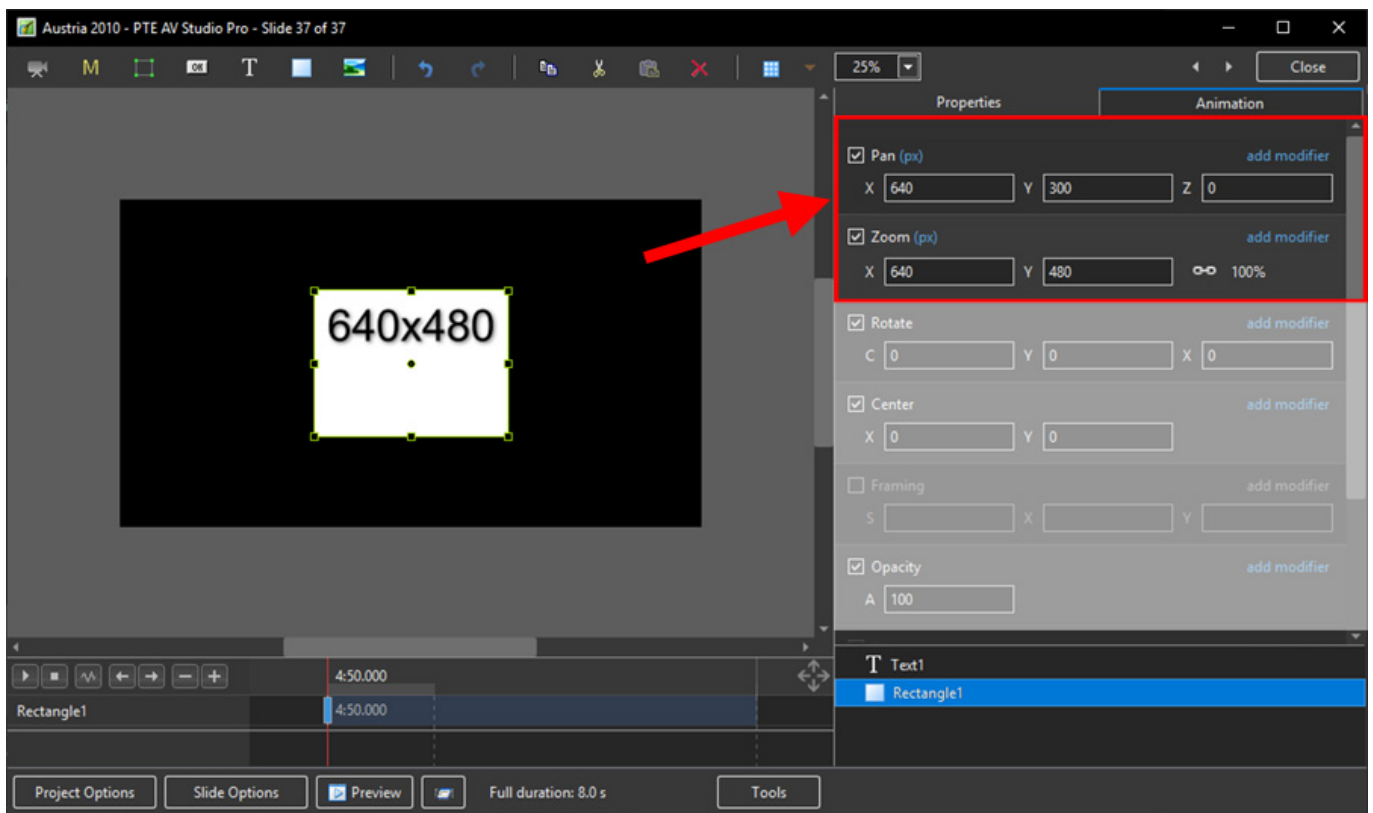 Austria 2010 - PTE AV Studio Pro - Slide 37 of 37
M OK T 25% Close
Properties Animation
Pan (px) add modifier
X 640 Y 300 Z 0
Zoom (px) add modifier
X 640 Y 480 100%
Rotate add modifier
C 0 Y 0 X 0
640x480
Center add modifier
X 0 Y 0
Framing add modifier
S X Y
Opacity add modifier
A 100
4:50.000
Rectangle1 4:50.000
T Text1
Rectangle1
Project Options Slide Options Preview Full duration: 8.0 s Tools